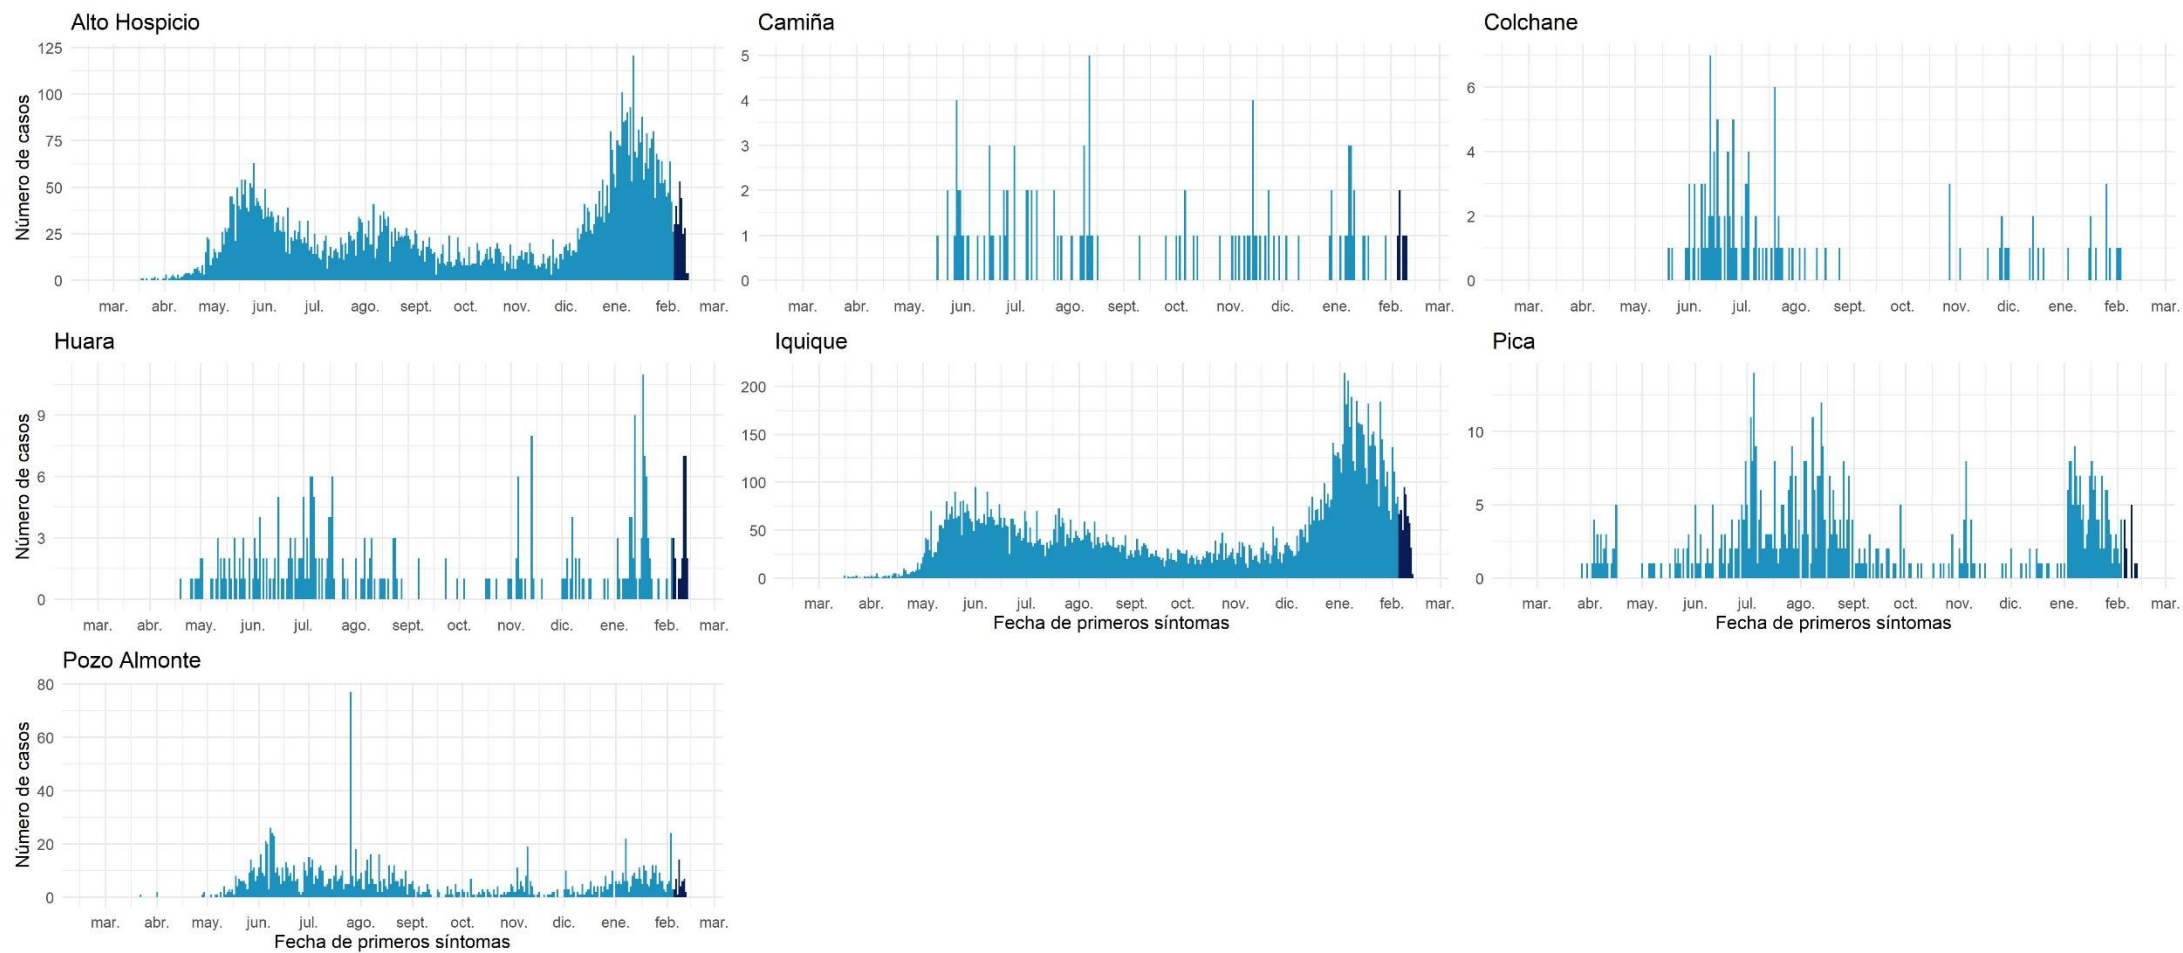 Alto Hospicio
Camiña
Colchane
Número de casos
125
100
75
50
25
0
mar. abr. may. jun. jul. ago. sept. oct. nov. dic. ene. feb. mar.
5
4
3
2
1
0
mar. abr. may. jun. jul. ago. sept. oct. nov. dic. ene. feb. mar.
6
4
2
0
mar. abr. may. jun. jul. ago. sept. oct. nov. dic. ene. feb. mar.
Huara
Iquique
Pica
Número de casos
9
6
3
0
mar. abr. may. jun. jul. ago. sept. oct. nov. dic. ene. feb. mar.
200
150
100
50
0
mar. abr. may. jun. jul. ago. sept. oct. nov. dic. ene. feb. mar.
Fecha de primeros síntomas
10
5
0
mar. abr. may. jun. jul. ago. sept. oct. nov. dic. ene. feb. mar.
Fecha de primeros síntomas
Pozo Almonte
Número de casos
80
60
40
20
0
mar. abr. may. jun. jul. ago. sept. oct. nov. dic. ene. feb. mar.
Fecha de primeros síntomas